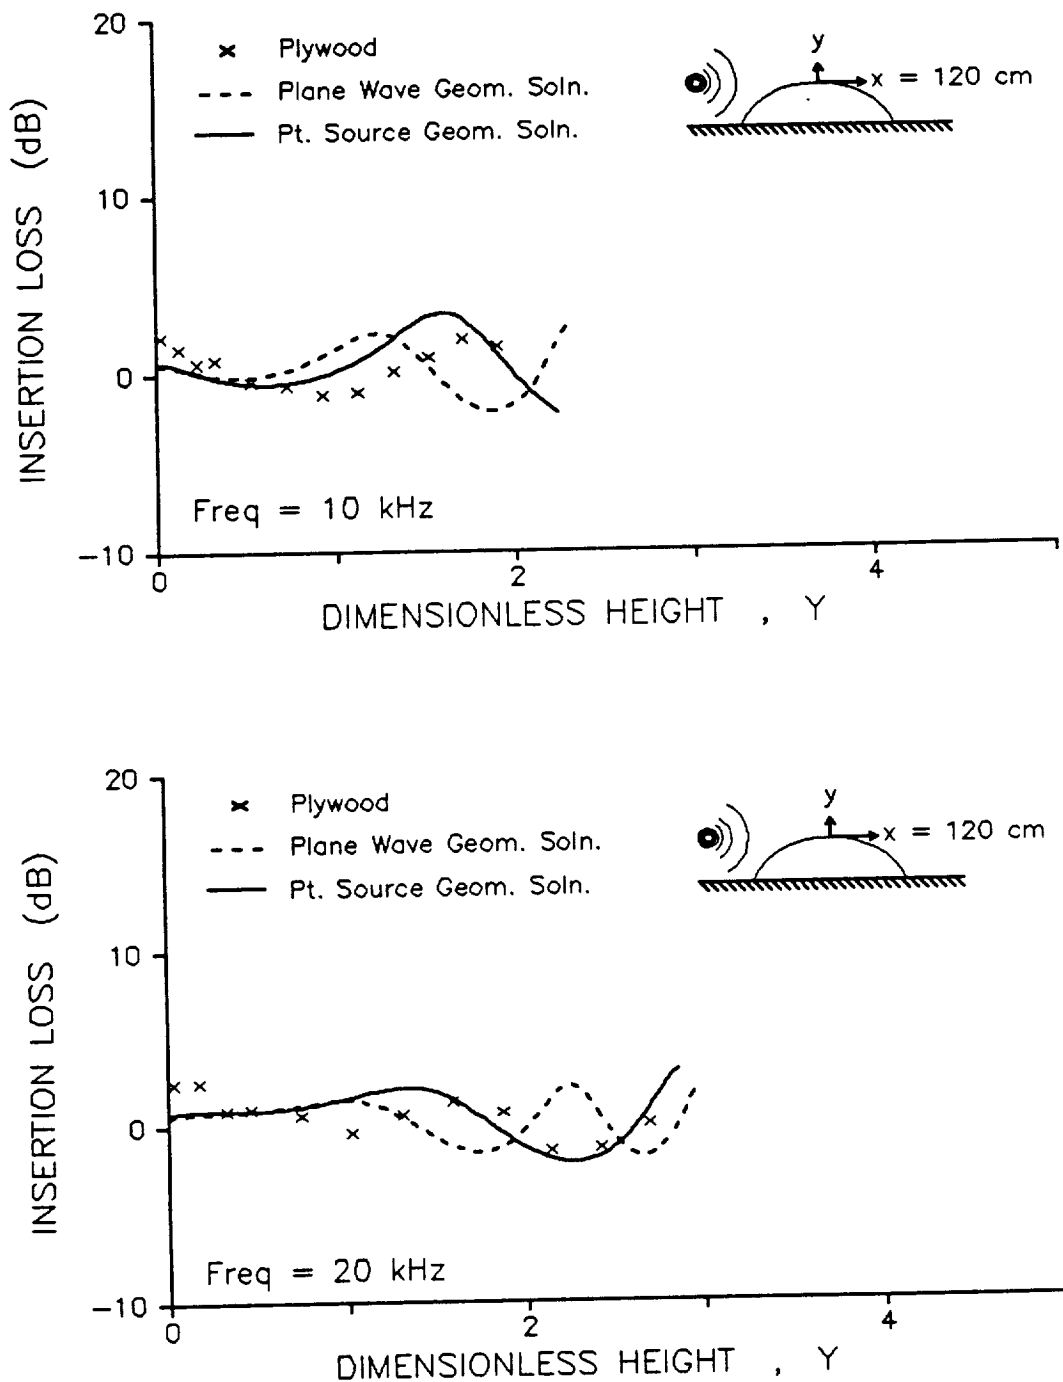 20
Plywood
Plane Wave Geom. Soln.
Pt. Source Geom. Soln.
y
x = 120 cm
INSERTION LOSS (dB)
10
0
Freq = 10 kHz
-10
0
2
4
DIMENSIONLESS HEIGHT , Y
20
Plywood
Plane Wave Geom. Soln.
Pt. Source Geom. Soln.
y
x = 120 cm
INSERTION LOSS (dB)
10
0
Freq = 20 kHz
-10
0
2
4
DIMENSIONLESS HEIGHT , Y